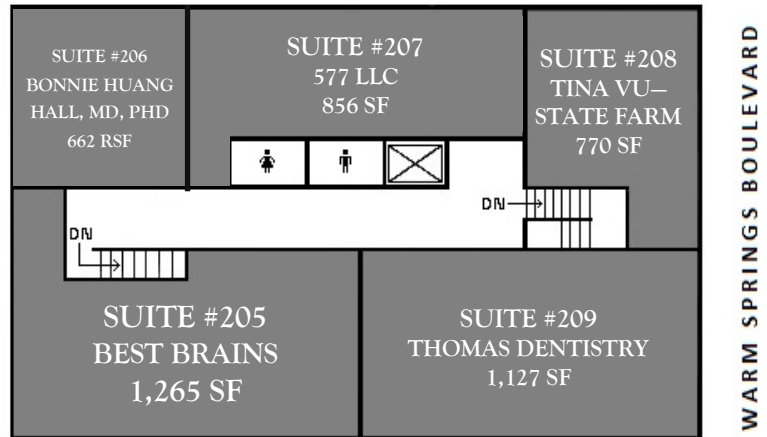 SUITE #206
BONNIE HUANG
HALL, MD, PHD
662 RSF
SUITE #207
577 LLC
856 SF
SUITE #208
TINA VU—
STATE FARM
770 SF
DN
DN
SUITE #205
BEST BRAINS
1,265 SF
SUITE #209
THOMAS DENTISTRY
1,127 SF
WARM SPRINGS BOULEVARD